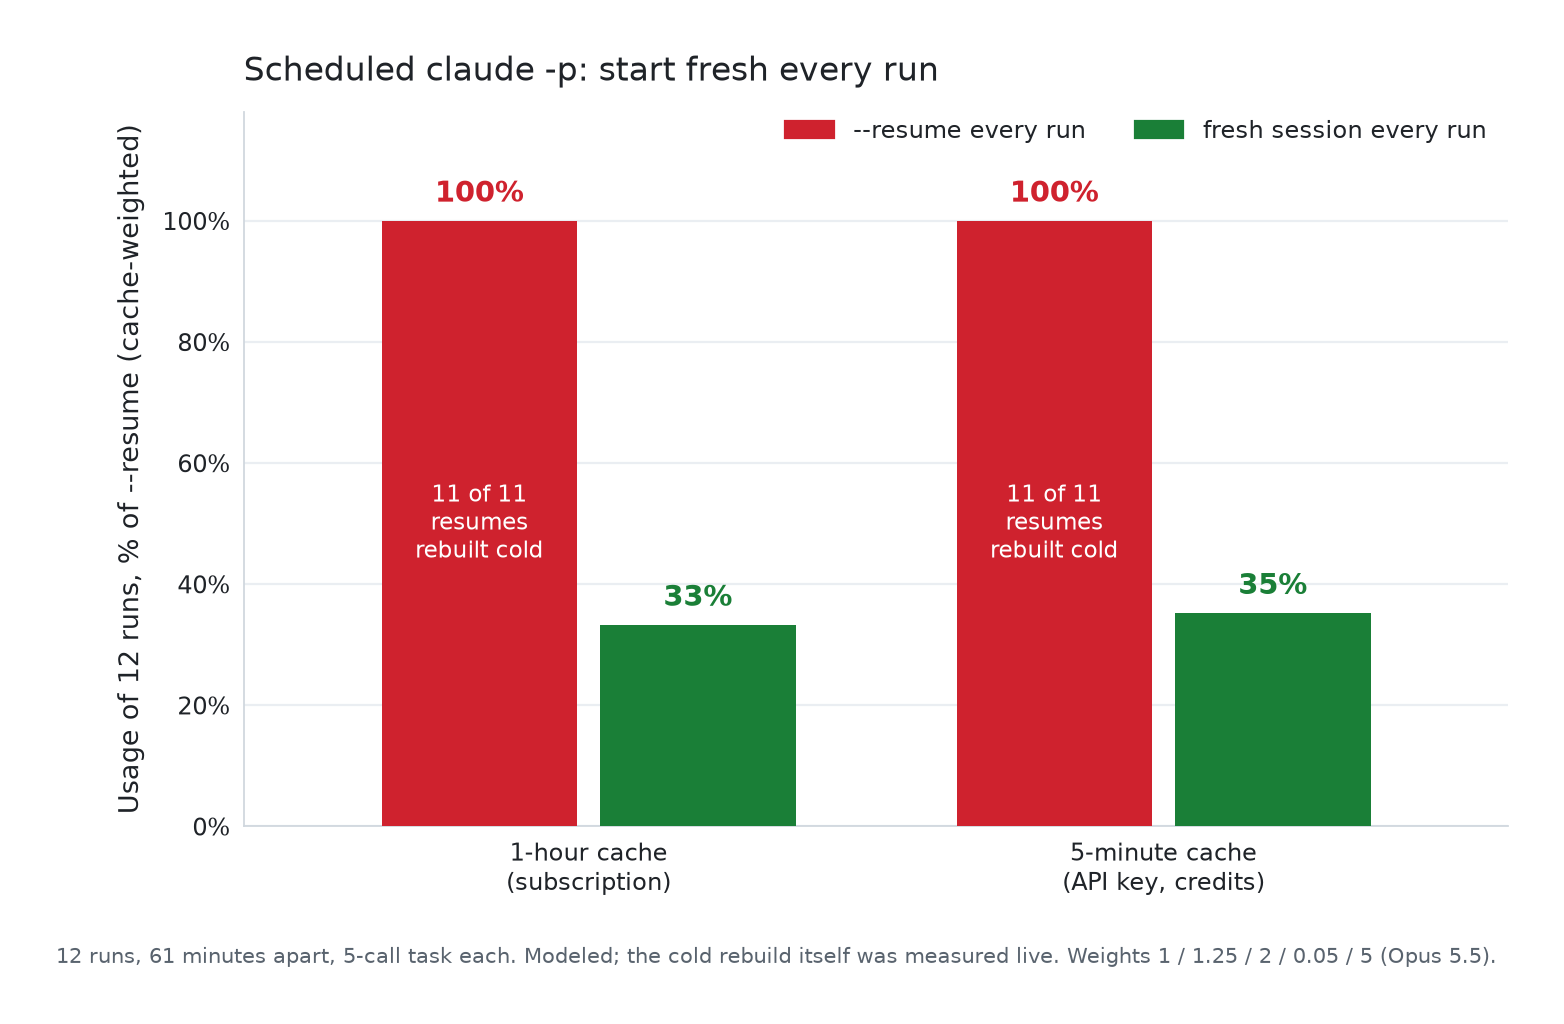 Scheduled claude -p: start fresh every run
--resume every run
fresh session every run
Usage of 12 runs, % of --resume (cache-weighted)
100%
80%
60%
40%
20%
0%
100%
11 of 11
resumes
rebuilt cold
33%
100%
11 of 11
resumes
rebuilt cold
35%
1-hour cache
(subscription)
5-minute cache
(API key, credits)
12 runs, 61 minutes apart, 5-call task each. Modeled; the cold rebuild itself was measured live. Weights 1 / 1.25 / 2 / 0.05 / 5 (Opus 5.5).